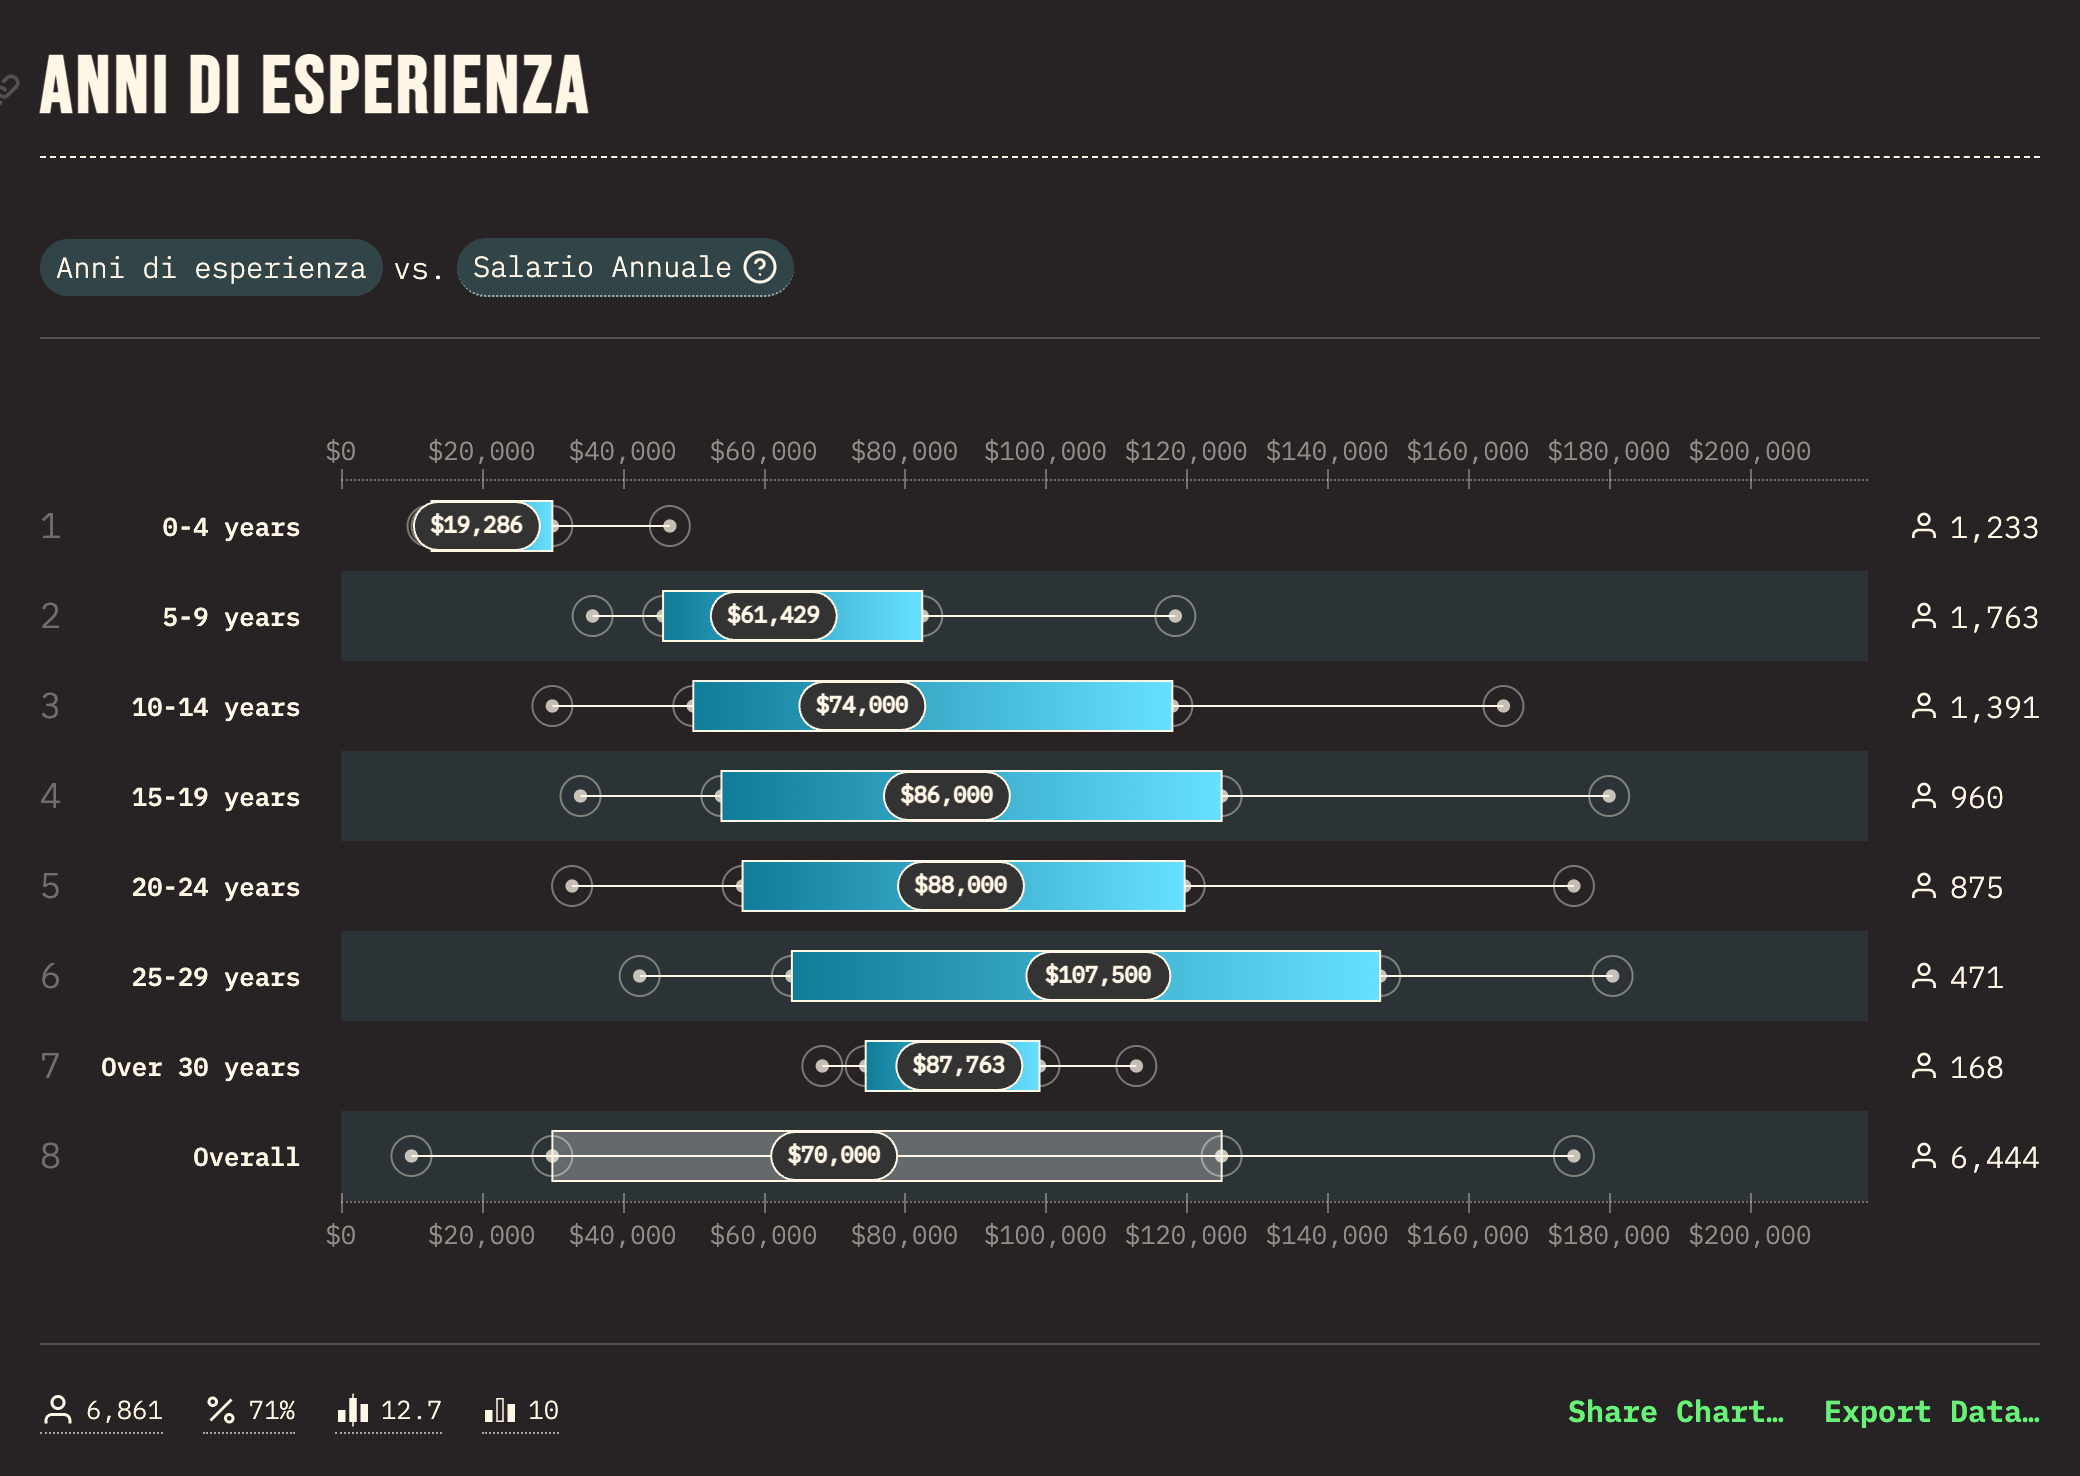 ANNI DI ESPERIENZA
Anni di esperienza vs. Salario Annuale ?
$0 $20,000 $40,000 $60,000 $80,000 $100,000 $120,000 $140,000 $160,000 $180,000 $200,000
1 0-4 years $19,286 1,233
2 5-9 years $61,429 1,763
3 10-14 years $74,000 1,391
4 15-19 years $86,000 960
5 20-24 years $88,000 875
6 25-29 years $107,500 471
7 Over 30 years $87,763 168
8 Overall $70,000 6,444
$0 $20,000 $40,000 $60,000 $80,000 $100,000 $120,000 $140,000 $160,000 $180,000 $200,000
6,861 % 71% 12.7 10 Share Chart… Export Data…